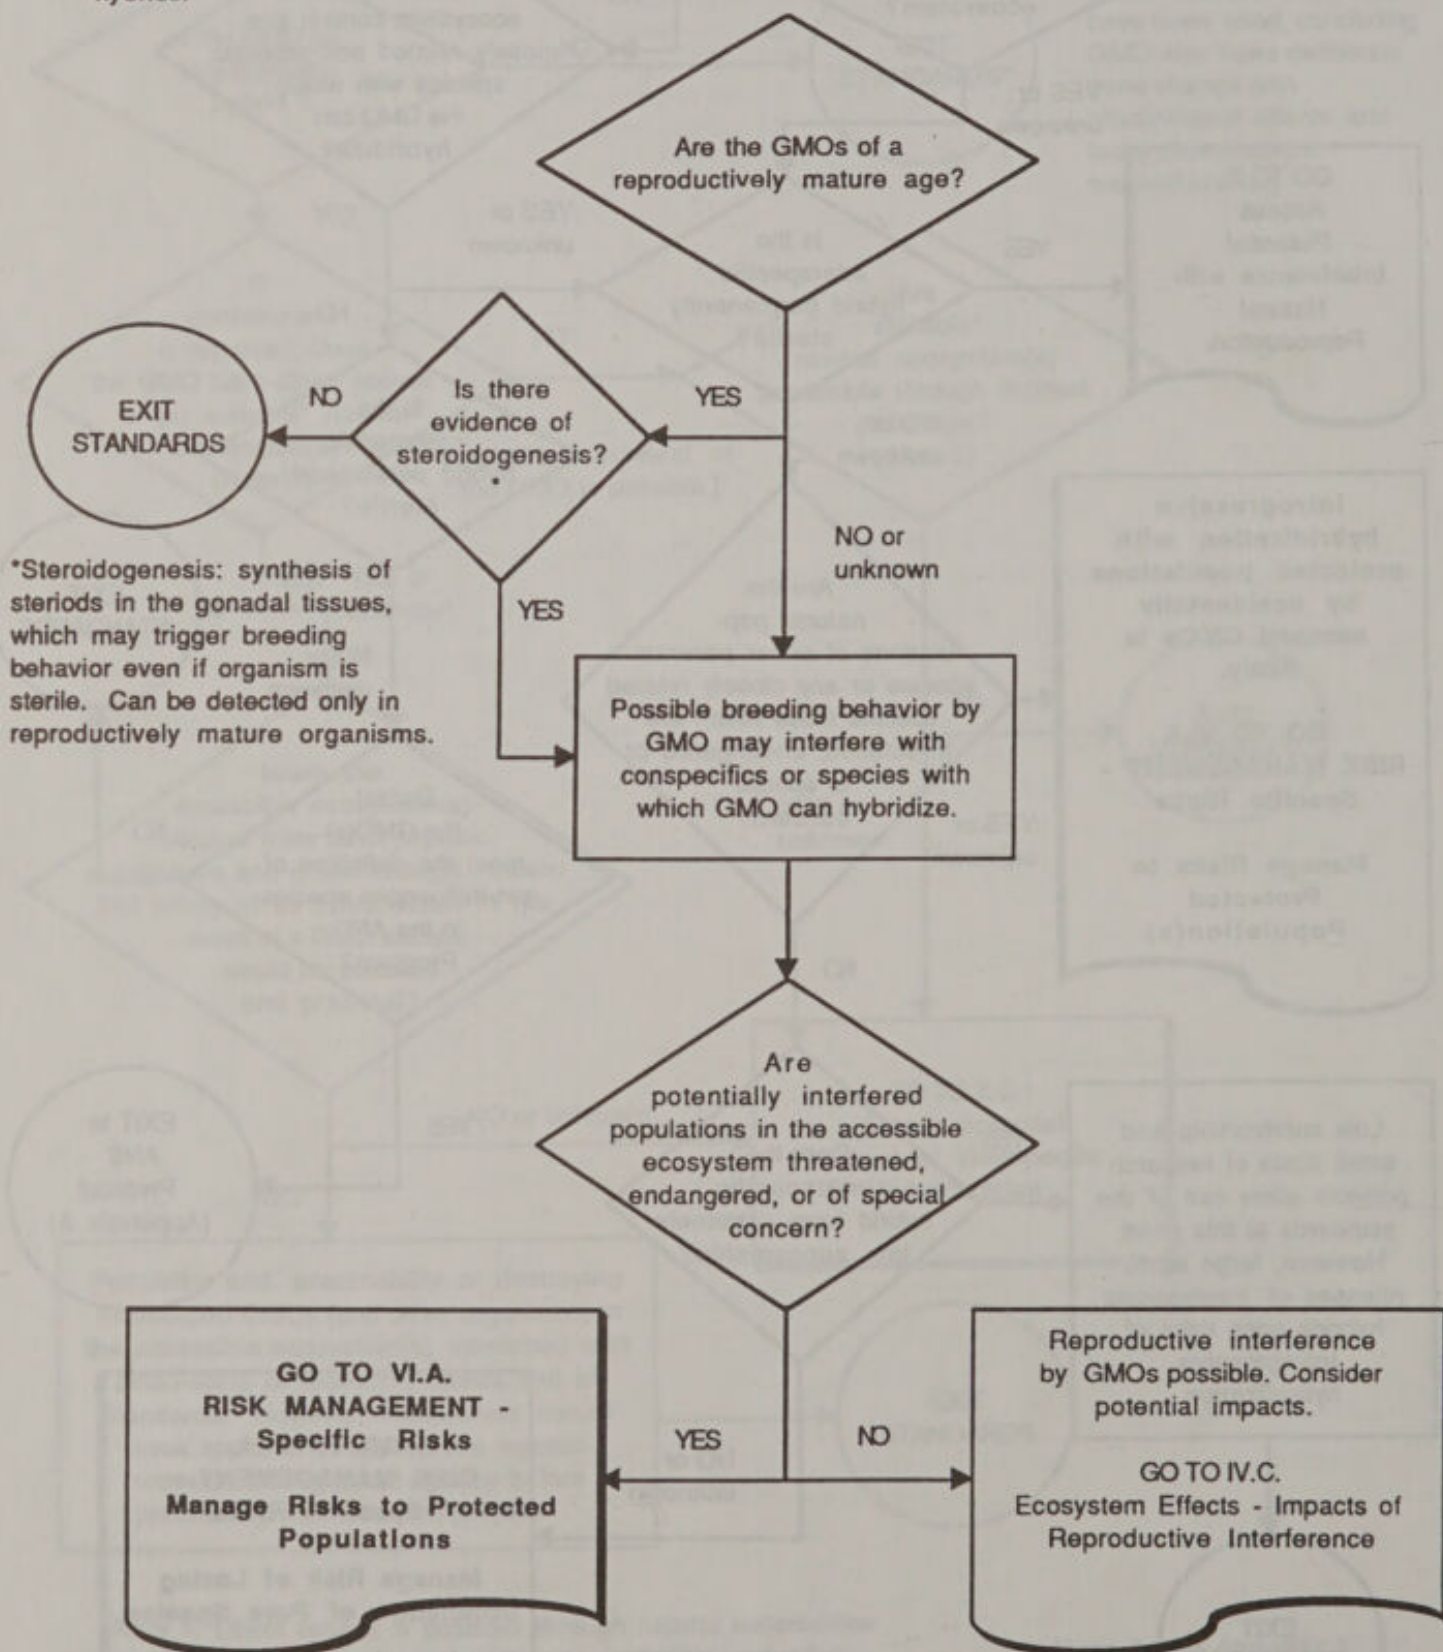 Are the GMOs of a
reproductively mature age?
EXIT
STANDARDS
NO
Is there
evidence of
steroidogenesis?
*
YES
NO or
unknown
*Steroidogenesis: synthesis of
steriods in the gonadal tissues,
which may trigger breeding
behavior even if organism is
sterile. Can be detected only in
reproductively mature organisms.
YES
Possible breeding behavior by
GMO may interfere with
conspecifics or species with
which GMO can hybridize.
Are
potentially interfered
populations in the accessible
ecosystem threatened,
endangered, or of special
concern?
GO TO VI.A.
RISK MANAGEMENT -
Specific Risks
Manage Risks to Protected
Populations
YES
NO
Reproductive interference
by GMOs possible. Consider
potential impacts.
GO TO IV.C.
Ecosystem Effects - Impacts of
Reproductive Interference